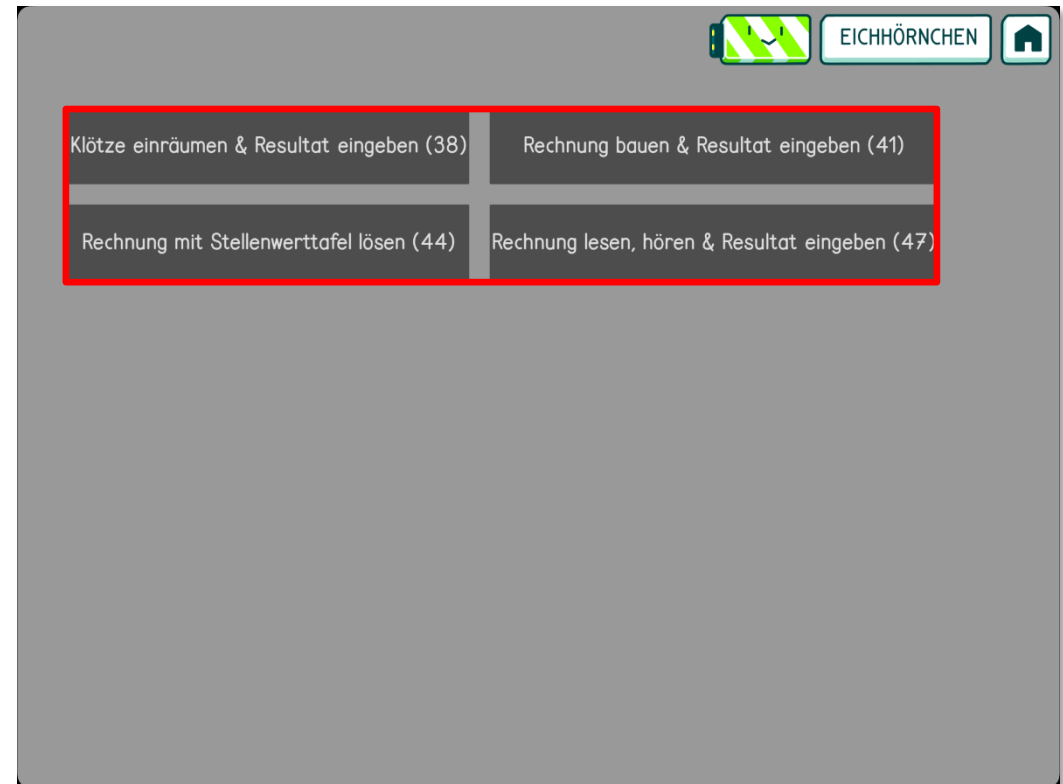 EICHHÖRNCHEN
Klötze einräumen & Resultat eingeben (38)
Rechnung bauen & Resultat eingeben (41)
Rechnung mit Stellenwerttafel lösen (44)
Rechnung lesen, hören & Resultat eingeben (47)